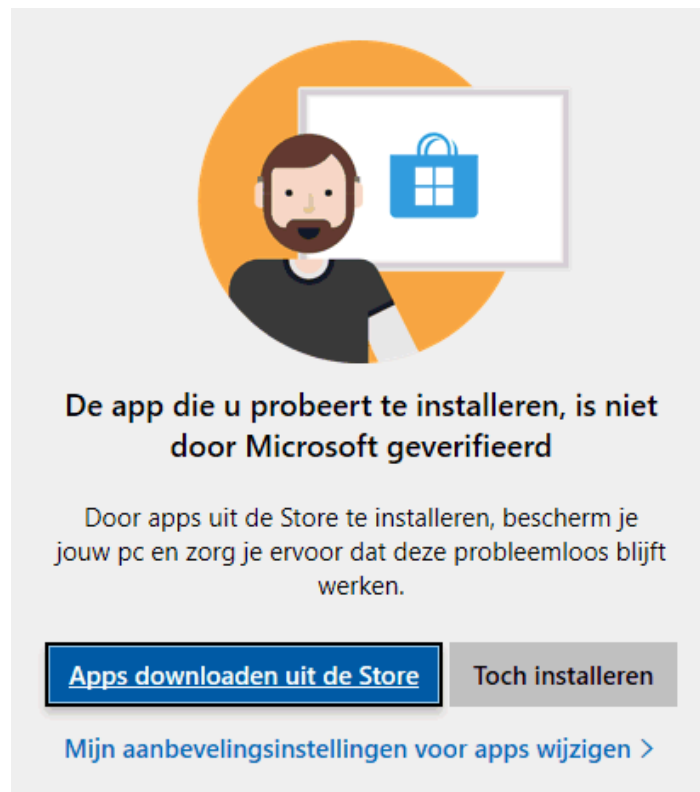 De app die u probeert te installeren, is niet
door Microsoft geverifieerd
Door apps uit de Store te installeren, bescherm je
jouw pc en zorg je ervoor dat deze probleemloos blijft
werken.
Apps downloaden uit de Store
Toch installeren
Mijn aanbevelingsinstellingen voor apps wijzigen >